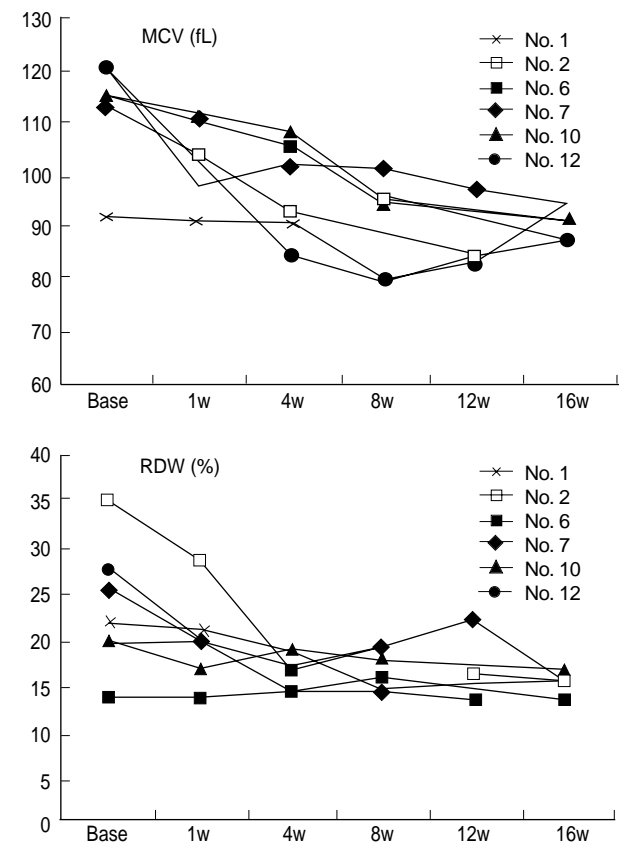 130
MCV (fL)
No. 1
120
No. 2
No. 6
110
No. 7
No. 10
100
No. 12
90
80
70
60
Base 1w 4w 8w 12w 16w
40
RDW (%)
No. 1
35
No. 2
No. 6
30
No. 7
No. 10
25
No. 12
20
15
10
5
0
Base 1w 4w 8w 12w 16w